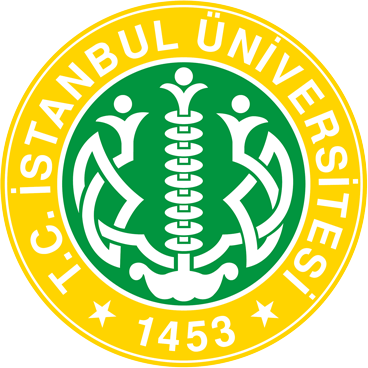 T.C. İSTANBUL ÜNİVERSİTESİ
1453